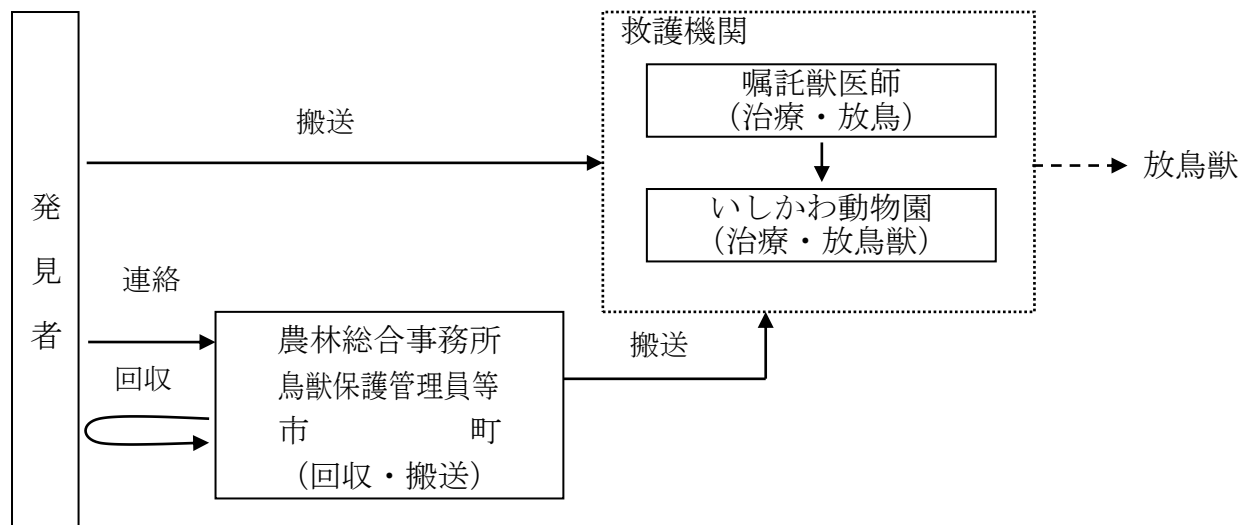 救護機関
嘱託獣医師
（治療・放鳥）
搬送
放鳥獣
いしかわ動物園
（治療・放鳥獣）
発見者
連絡
農林総合事務所
搬送
回収
鳥獣保護管理員等
市　　　　　町
（回収・搬送）